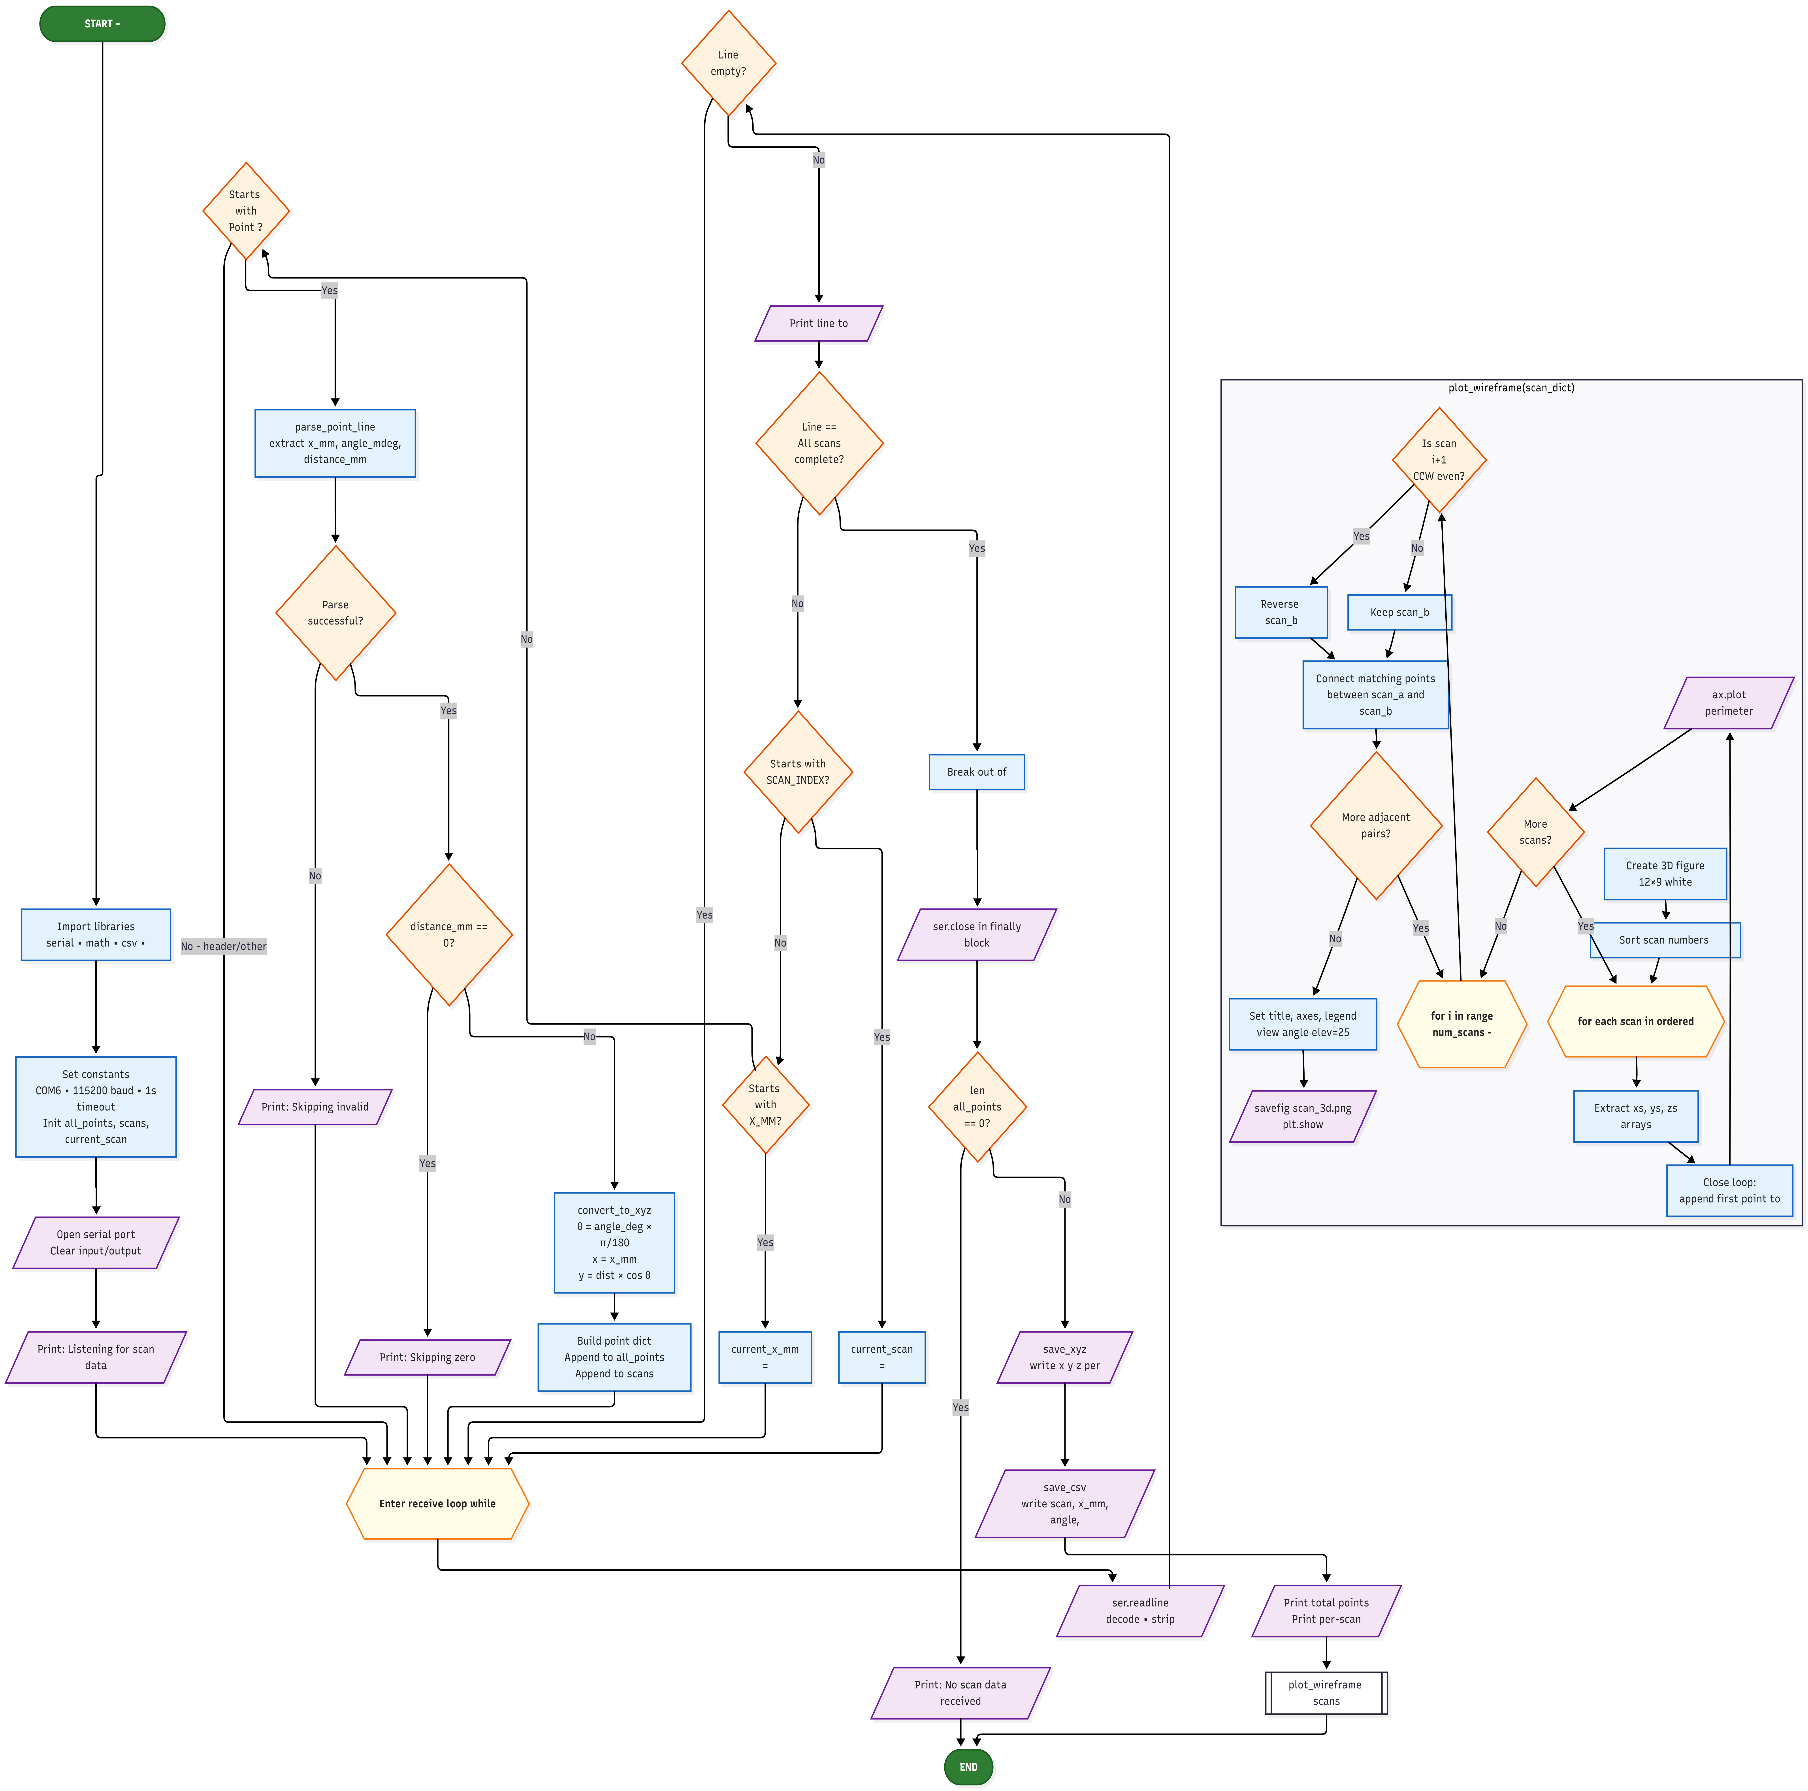 START -
Line
empty?
No
Starts
with
Point ?
Yes
Print line to
plot_wireframe(scan_dict)
parse_point_line
extract x_mm, angle_mdeg,
distance_mm
Line ==
All scans
complete?
Is scan
i+1
CCW even?
Yes
No
Yes
Parse
successful?
No
No
Reverse
scan_b
Keep scan_b
Connect matching points
between scan_a and
scan_b
ax.plot
perimeter
Yes
Starts with
SCAN_INDEX?
Break out of
More adjacent
pairs?
More
scans?
Create 3D figure
12×9 white
No
Yes
Import libraries
serial • math • csv •
No - header/other
distance_mm ==
0?
No
ser.close in finally
block
No
Yes
No
Yes
Sort scan numbers
Set title, axes, legend
view angle elev=25
for i in range
num_scans -
for each scan in ordered
No
Yes
Set constants
COM6 • 115200 baud • 1s
timeout
Init all_points, scans,
current_scan
Print: Skipping invalid
Starts
with
X_MM?
len
all_points
== 0?
savefig scan_3d.png
plt.show
Extract xs, ys, zs
arrays
Yes
No
Close loop:
append first point to
Open serial port
Clear input/output
convert_to_xyz
θ = angle_deg ×
π/180
x = x_mm
y = dist × cos θ
Yes
Print: Listening for scan
data
Print: Skipping zero
Build point dict
Append to all_points
Append to scans
current_x_mm
=
current_scan
=
save_xyz
write x y z per
Yes
Enter receive loop while
save_csv
write scan, x_mm,
angle,
ser.readline
decode • strip
Print total points
Print per-scan
Print: No scan data
received
plot_wireframe
scans
END